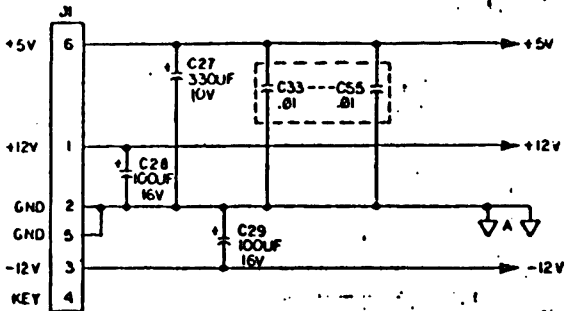 J1
+5V 6 +5V
C27
330UF
10V
C33 ---- C55
.01 .01
+12V 1 +12V
C28
100UF
16V
GND 2
A
GND 5
C29
100UF
16V
-12V 3 -12V
KEY 4